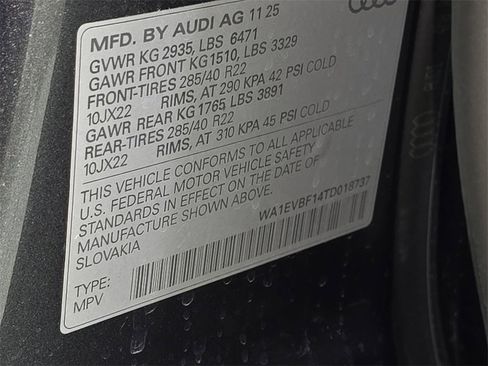 MFD. BY AUDI AG 11 25
GVWR KG 2935, LBS 6471
GAWR FRONT KG1510, LBS 3329
FRONT-TIRES 285/40 R22
10JX22 RIMS, AT 290 KPA 42 PSI COLD
GAWR REAR KG 1765 LBS 3891
REAR-TIRES 285/40 R22
10JX22 RIMS, AT 310 KPA 45 PSI COLD
THIS VEHICLE CONFORMS TO ALL APPLICABLE
U.S. FEDERAL MOTOR VEHICLE SAFETY
STANDARDS IN EFFECT ON THE DATE OF
MANUFACTURE SHOWN ABOVE.
SLOVAKIA
WA1EVBF14TD018737
TYPE:
MPV